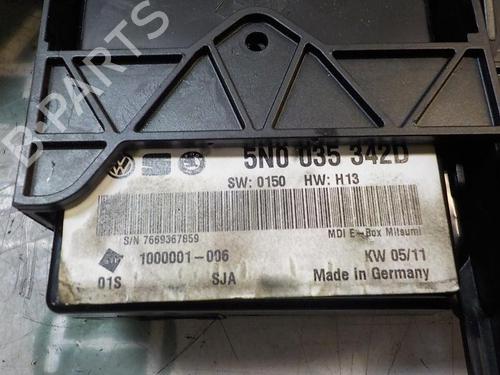 B-PARTS
5N0 035 342D
SW: 0150 HW: H13
S/N 7669367859
MDI E-Box Mitsumi
1000001-006
KW 05/11
01S
SJA
Made in Germany